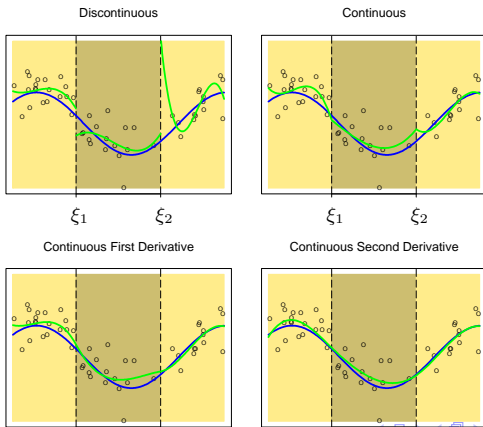 Discontinuous
Continuous
ξ1
ξ2
ξ1
ξ2
Continuous First Derivative
Continuous Second Derivative